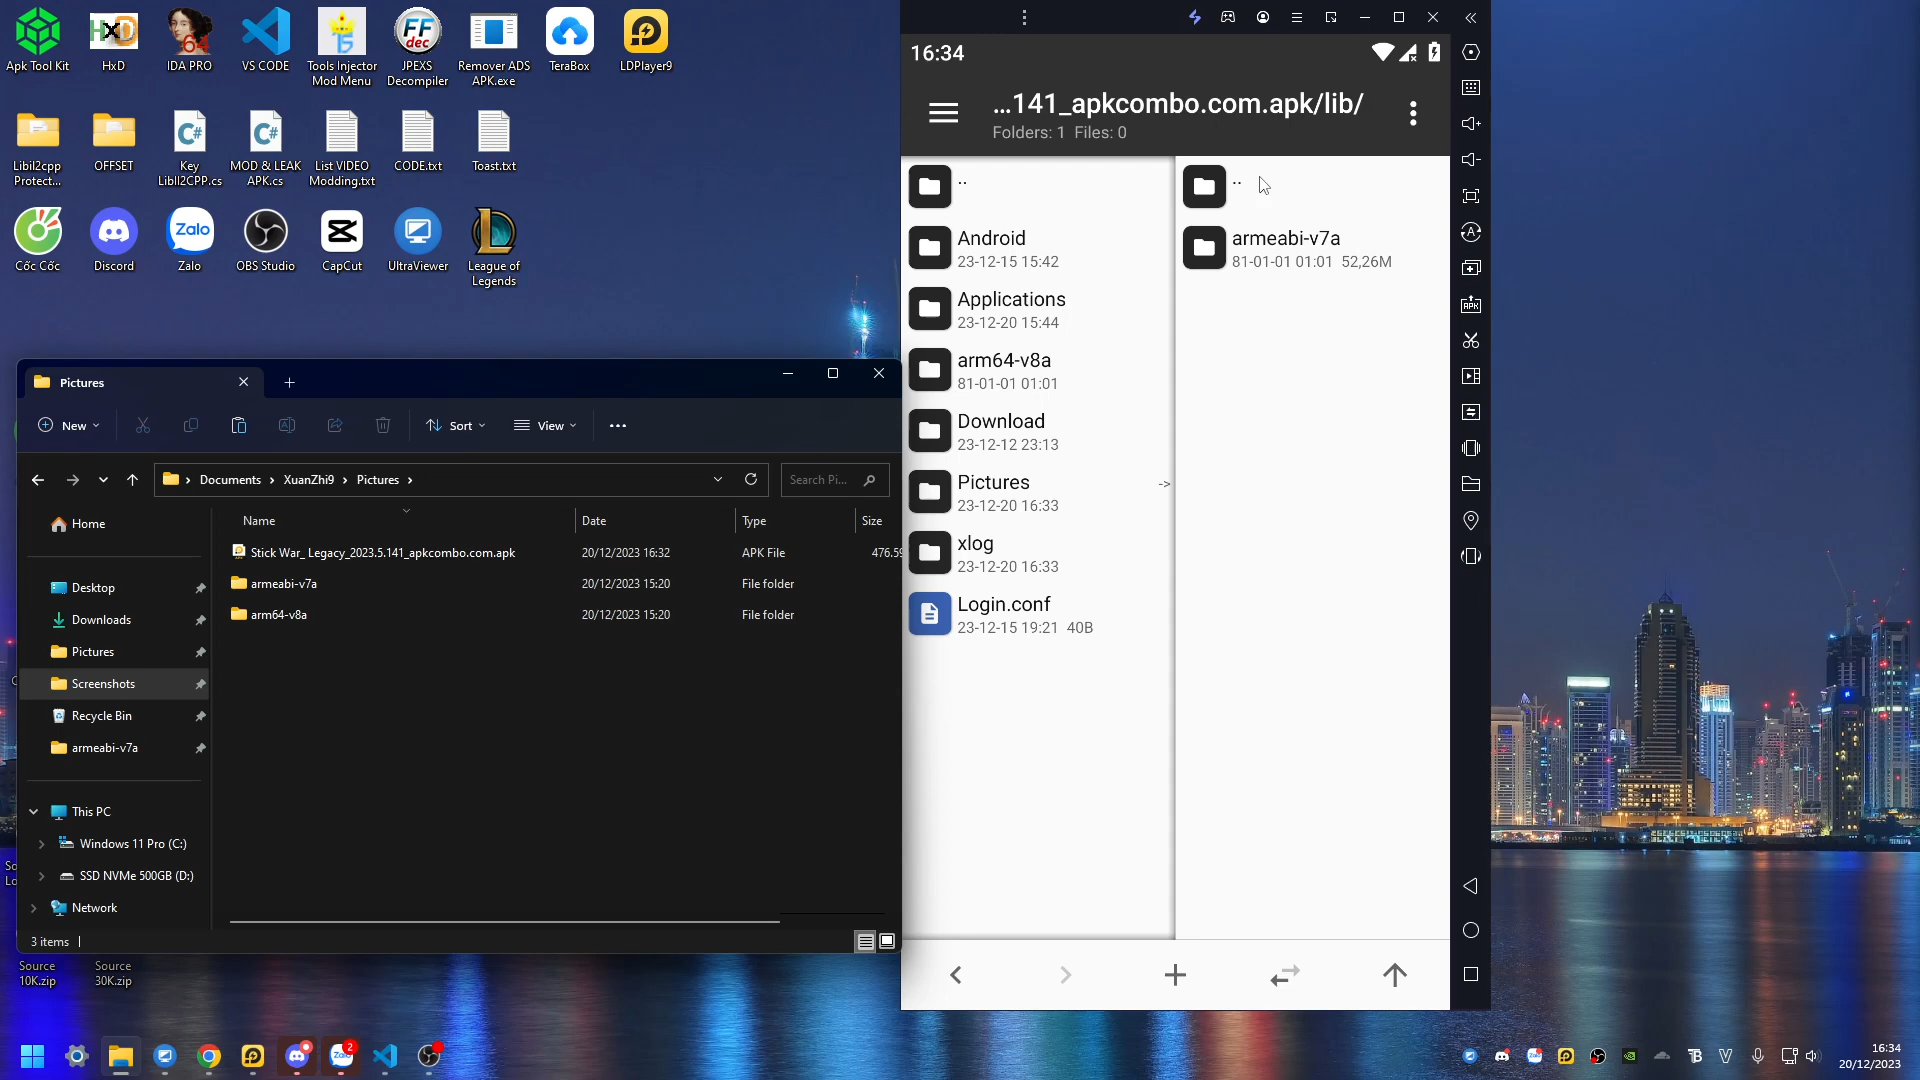 Apk Tool Kit
HxD
IDA PRO
VS CODE
Tools Injector
Mod Menu
JPEXS
Decompiler
Remover ADS
APK.exe
TeraBox
LDPlayer9
Libil2cpp
Protect...
OFFSET
Key
LibIl2CPP.cs
MOD & LEAK
APK.cs
List VIDEO
Modding.txt
CODE.txt
Toast.txt
Cốc Cốc
Discord
Zalo
OBS Studio
CapCut
UltraViewer
League of
Legends
Pictures
New
Sort
View
Documents › XuanZhi9 › Pictures ›
Search Pi...
Home
Desktop
Downloads
Pictures
Screenshots
Recycle Bin
armeabi-v7a
This PC
Windows 11 Pro (C:)
SSD NVMe 500GB (D:)
Network
Name Date Type Size
Stick War_ Legacy_2023.5.141_apkcombo.com.apk 20/12/2023 16:32 APK File 476.59
armeabi-v7a 20/12/2023 15:20 File folder
arm64-v8a 20/12/2023 15:20 File folder
3 items
Source
10K.zip
Source
30K.zip
16:34
...141_apkcombo.com.apk/lib/
Folders: 1 Files: 0
..
Android
23-12-15 15:42
Applications
23-12-20 15:44
arm64-v8a
81-01-01 01:01
Download
23-12-12 23:13
Pictures
23-12-20 16:33
->
xlog
23-12-20 16:33
Login.conf
23-12-15 19:21 40B
..
armeabi-v7a
81-01-01 01:01 52,26M
16:34
20/12/2023